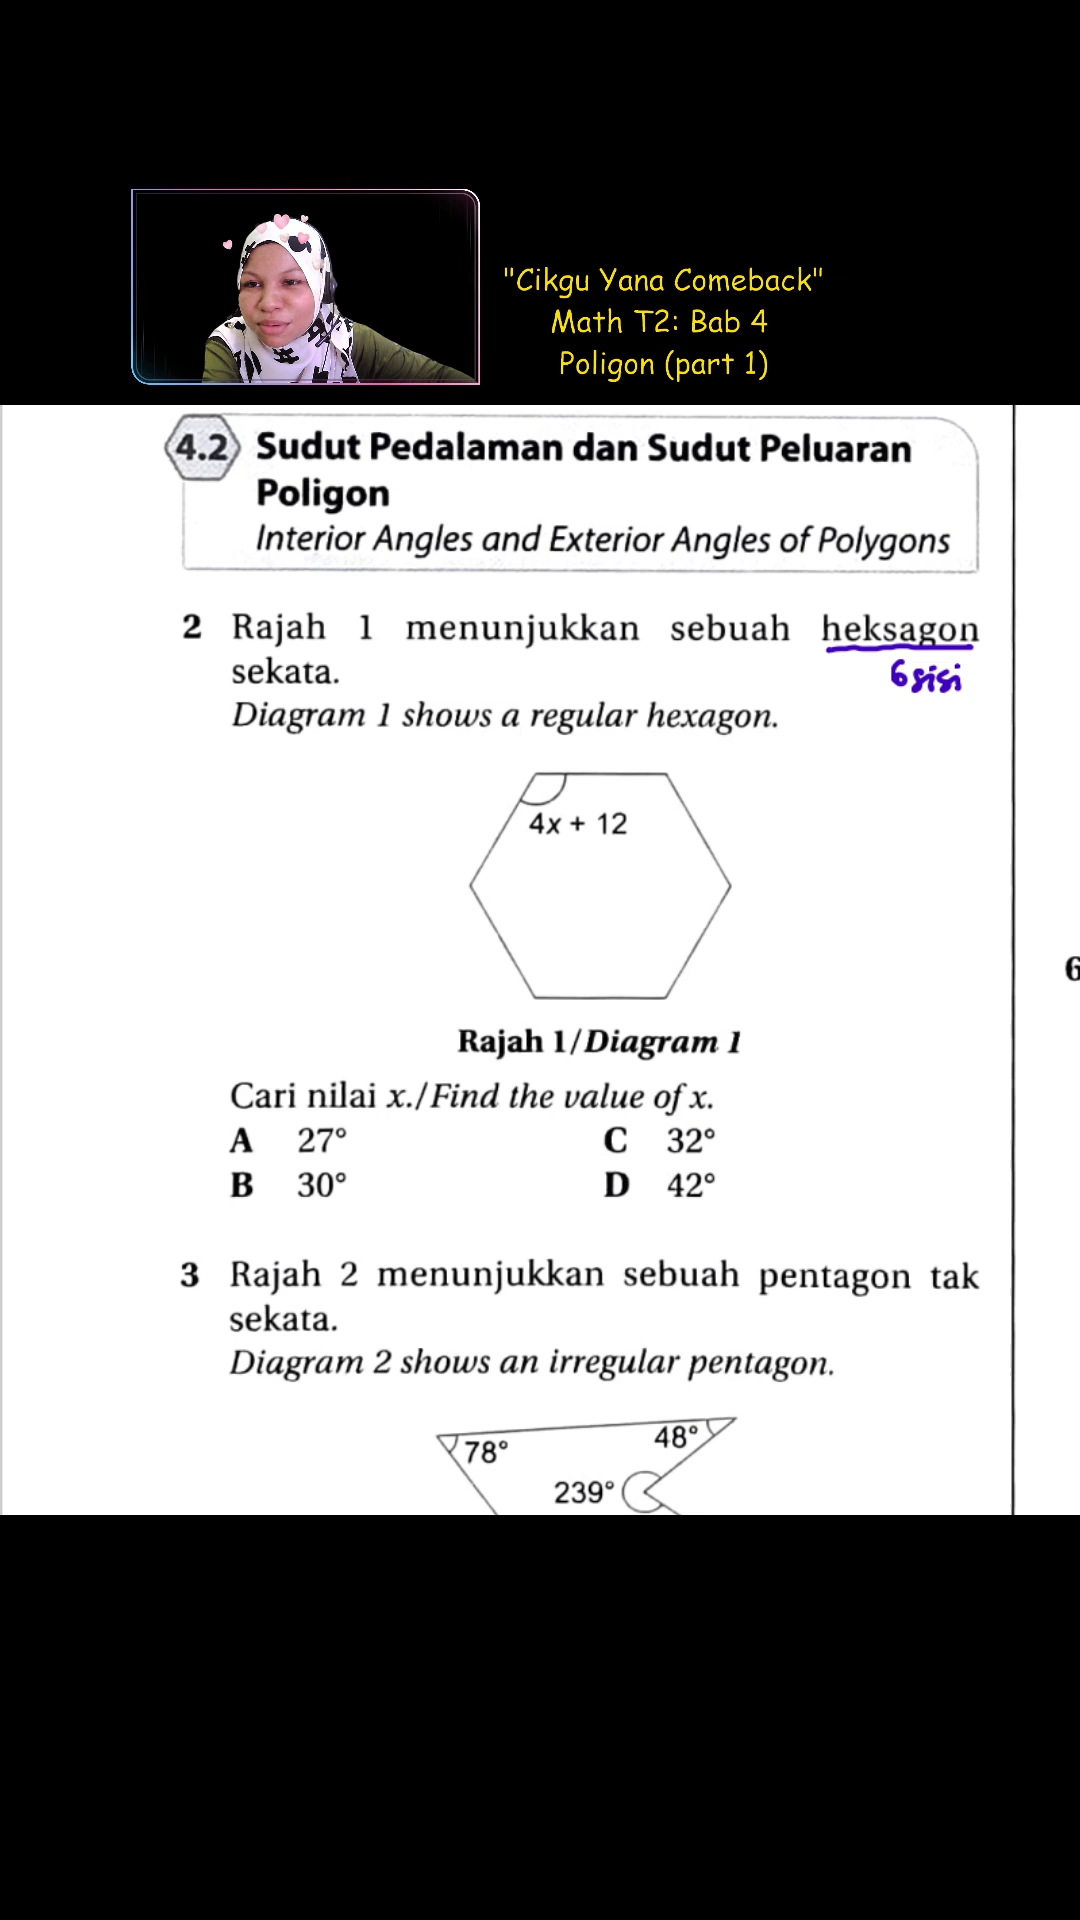 "Cikgu Yana Comeback"
Math T2: Bab 4
Poligon (part 1)
4.2 Sudut Pedalaman dan Sudut Peluaran
Poligon
Interior Angles and Exterior Angles of Polygons
2 Rajah 1 menunjukkan sebuah heksagon
sekata.
6 sisi
Diagram 1 shows a regular hexagon.
4x + 12
6
Rajah 1/Diagram 1
Cari nilai x./Find the value of x.
A 27° C 32°
B 30° D 42°
3 Rajah 2 menunjukkan sebuah pentagon tak
sekata.
Diagram 2 shows an irregular pentagon.
78° 48°
239°